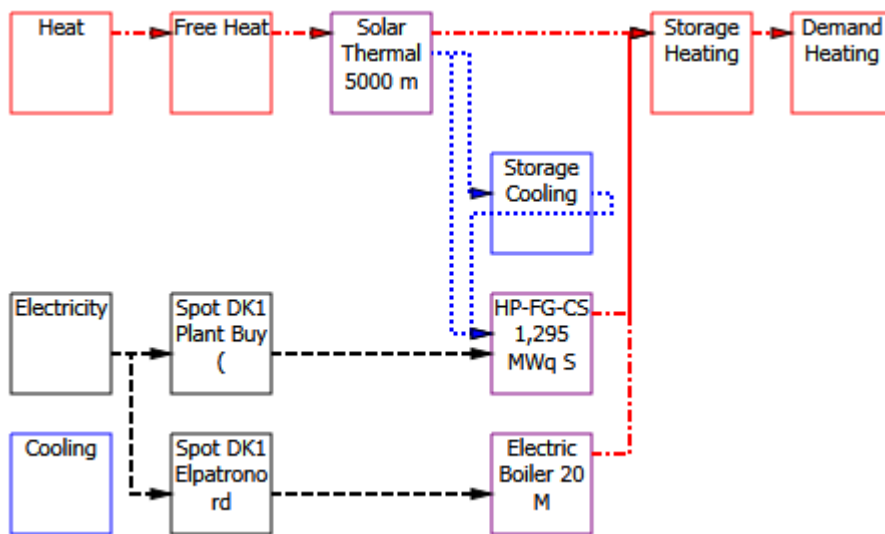 Heat
Free Heat
Solar
Thermal
5000 m
Storage
Heating
Demand
Heating
Storage
Cooling
Electricity
Spot DK1
Plant Buy
(
HP-FG-CS
1,295
MWq S
Cooling
Spot DK1
Elpatrono
rd
Electric
Boiler 20
M